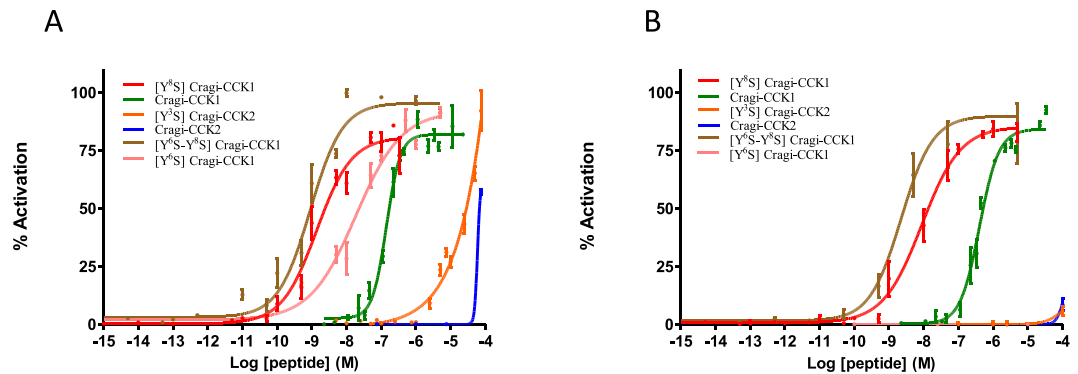 A
% Activation
100
75
50
25
0
[Y⁸S] Cragi-CCK1
Cragi-CCK1
[Y³S] Cragi-CCK2
Cragi-CCK2
[Y⁶S-Y⁸S] Cragi-CCK1
[Y⁶S] Cragi-CCK1
-15 -14 -13 -12 -11 -10 -9 -8 -7 -6 -5 -4
Log [peptide] (M)
B
% Activation
100
75
50
25
0
[Y⁸S] Cragi-CCK1
Cragi-CCK1
[Y³S] Cragi-CCK2
Cragi-CCK2
[Y⁶S-Y⁸S] Cragi-CCK1
[Y⁶S] Cragi-CCK1
-15 -14 -13 -12 -11 -10 -9 -8 -7 -6 -5 -4
Log [peptide] (M)